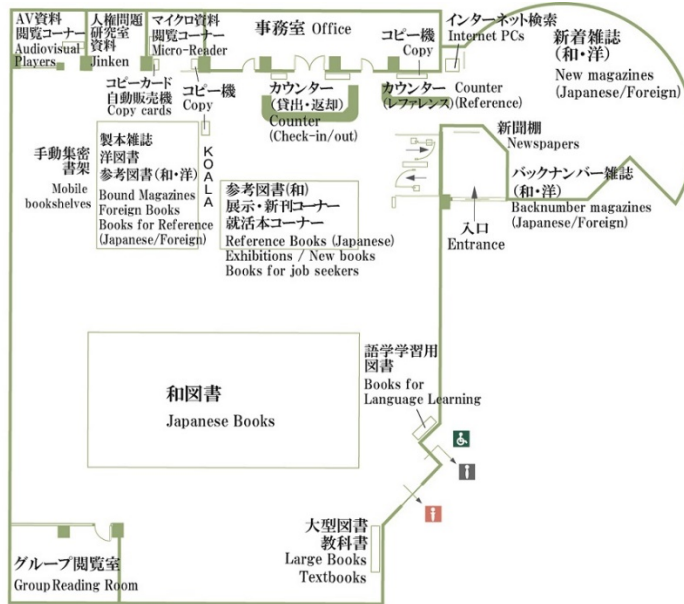 AV資料
閲覧コーナー
Audiovisual
Players
人権問題
研究室
資料
Jinken
マイクロ資料
閲覧コーナー
Micro-Reader
事務室 Office
コピー機
Copy
インターネット検索
Internet PCs
新着雑誌
(和・洋)
New magazines
(Japanese/Foreign)
コピーカード
自動販売機
Copy cards
コピー機
Copy
カウンター
(貸出・返却)
Counter
(Check-in/out)
カウンター
(レファレンス)
Counter
(Reference)
新聞棚
Newspapers
手動集密
書架
Mobile
bookshelves
製本雑誌
洋図書
参考図書(和・洋)
Bound Magazines
Foreign Books
Books for Reference
(Japanese/Foreign)
KOALA
参考図書(和)
展示・新刊コーナー
就活本コーナー
Reference Books (Japanese)
Exhibitions / New books
Books for job seekers
バックナンバー雑誌
(和・洋)
Backnumber magazines
(Japanese/Foreign)
入口
Entrance
和図書
Japanese Books
語学学習用
図書
Books for
Language Learning
大型図書
教科書
Large Books
Textbooks
グループ閲覧室
Group Reading Room